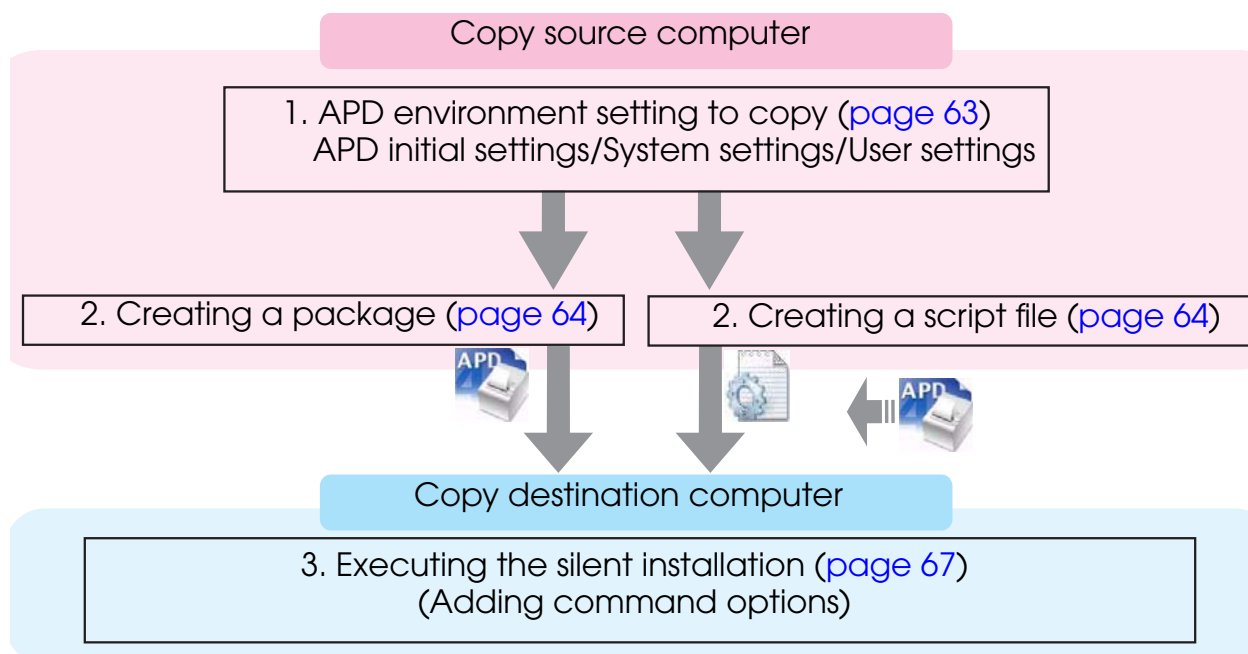 Copy source computer
1. APD environment setting to copy (page 63)
APD initial settings/System settings/User settings
2. Creating a package (page 64)
2. Creating a script file (page 64)
APD
APD
Copy destination computer
3. Executing the silent installation (page 67)
(Adding command options)